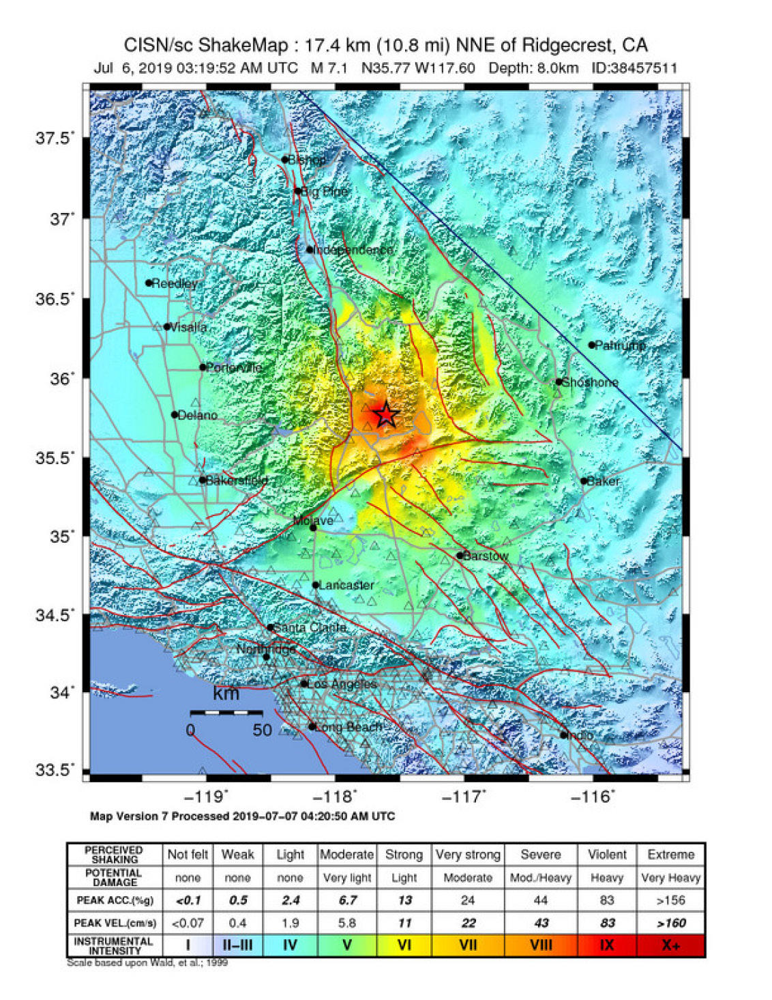 CISN/sc ShakeMap : 17.4 km (10.8 mi) NNE of Ridgecrest, CA
Jul 6, 2019 03:19:52 AM UTC M 7.1 N35.77 W117.60 Depth: 8.0km ID:38457511
37.5˚
Bishop
Big Pine
37˚
Independence
Reedley
36.5˚
Visalia
Pahrump
Porterville
36˚
Shoshone
Delano
35.5˚
Bakersfield
Baker
Mojave
35˚
Barstow
Lancaster
34.5˚
Santa Clarita
Northridge
Los Angeles
34˚
km
0 50
Long Beach
Indio
33.5˚
−119˚ −118˚ −117˚ −116˚
Map Version 7 Processed 2019−07−07 04:20:50 AM UTC
PERCEIVED SHAKING Not felt Weak Light Moderate Strong Very strong Severe Violent Extreme
POTENTIAL DAMAGE none none none Very light Light Moderate Mod./Heavy Heavy Very Heavy
PEAK ACC.(%g) <0.1 0.5 2.4 6.7 13 24 44 83 >156
PEAK VEL.(cm/s) <0.07 0.4 1.9 5.8 11 22 43 83 >160
INSTRUMENTAL INTENSITY I II−III IV V VI VII VIII IX X+
Scale based upon Wald, et al.; 1999